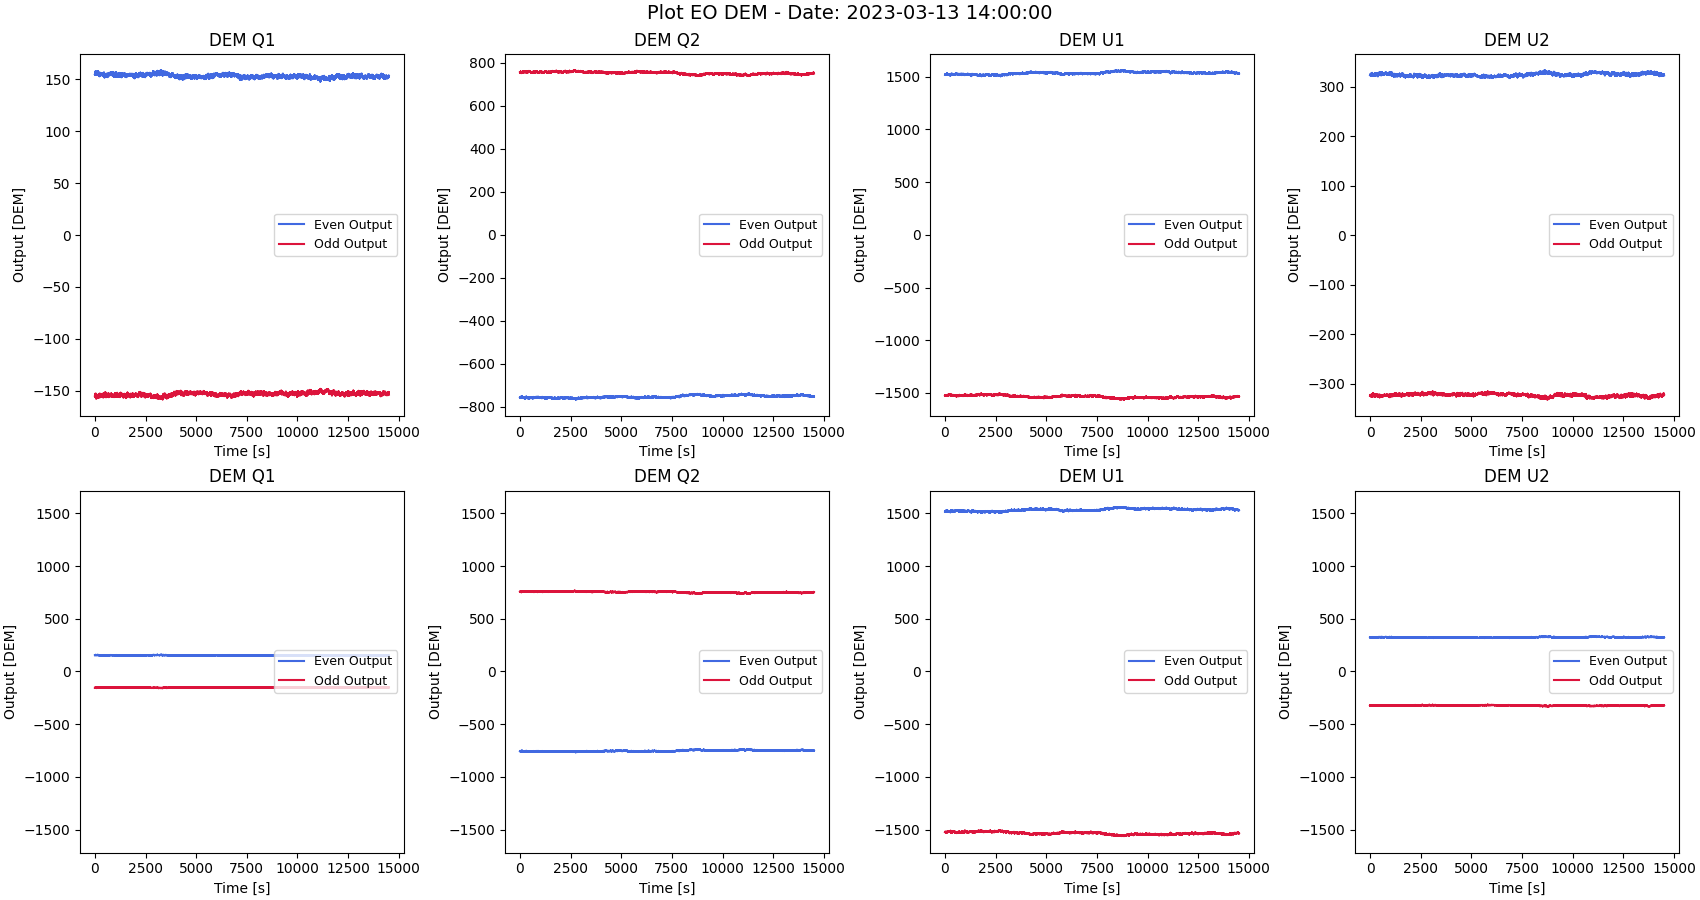 Plot EO DEM - Date: 2023-03-13 14:00:00
DEM Q1
DEM Q2
DEM U1
DEM U2
Output [DEM]
150
100
50
0
−50
−100
−150
Even Output
Odd Output
0 2500 5000 7500 10000 12500 15000
Time [s]
Output [DEM]
800
600
400
200
0
−200
−400
−600
−800
Even Output
Odd Output
0 2500 5000 7500 10000 12500 15000
Time [s]
Output [DEM]
1500
1000
500
0
−500
−1000
−1500
Even Output
Odd Output
0 2500 5000 7500 10000 12500 15000
Time [s]
Output [DEM]
300
200
100
0
−100
−200
−300
Even Output
Odd Output
0 2500 5000 7500 10000 12500 15000
Time [s]
DEM Q1
DEM Q2
DEM U1
DEM U2
Output [DEM]
1500
1000
500
0
−500
−1000
−1500
Even Output
Odd Output
0 2500 5000 7500 10000 12500 15000
Time [s]
Output [DEM]
1500
1000
500
0
−500
−1000
−1500
Even Output
Odd Output
0 2500 5000 7500 10000 12500 15000
Time [s]
Output [DEM]
1500
1000
500
0
−500
−1000
−1500
Even Output
Odd Output
0 2500 5000 7500 10000 12500 15000
Time [s]
Output [DEM]
1500
1000
500
0
−500
−1000
−1500
Even Output
Odd Output
0 2500 5000 7500 10000 12500 15000
Time [s]